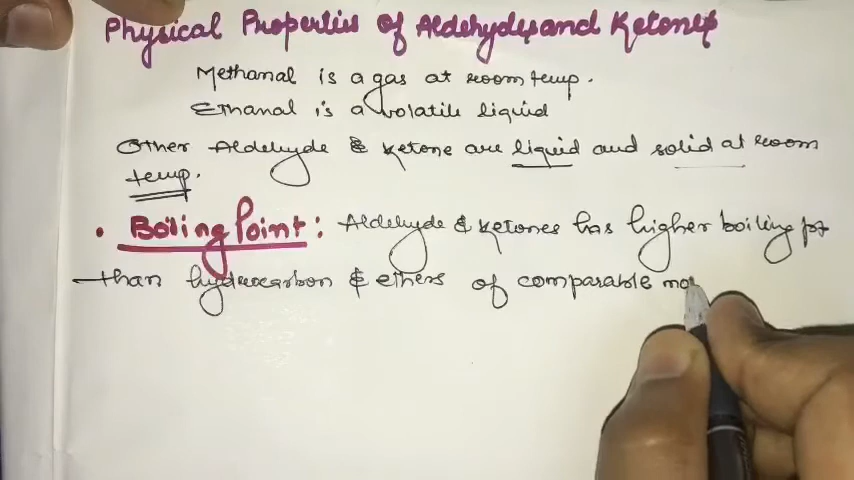 Physical Properties of Aldehydes and Ketones
Methanal is a gas at room temp.
Ethanal is a volatile liquid
Other Aldehyde & Ketone are liquid and solid at room
temp.
• Boiling Point: Aldehyde & Ketones has higher boiling pt
than hydrocarbon & ethers of comparable mo